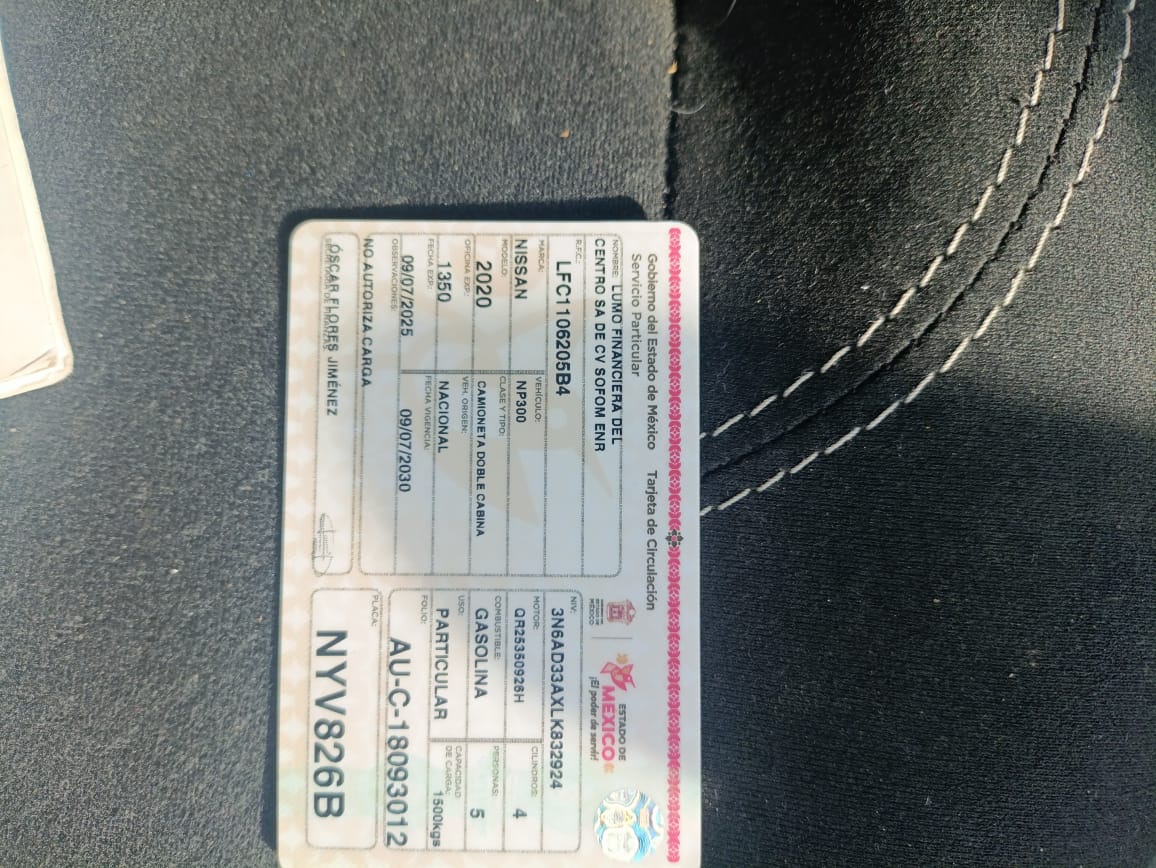 Gobierno del Estado de México Tarjeta de Circulación
Servicio Particular
ESTADO DE
MÉXICO
ESTADO DE
MÉXICO
¡El poder de servir!
NOMBRE: LUMO FINANCIERA DEL
CENTRO SA DE CV SOFOM ENR
R.F.C.:
LFC1106205B4
MARCA: VEHÍCULO:
NISSAN NP300
MODELO: CLASE Y TIPO:
2020 CAMIONETA DOBLE CABINA
OFICINA EXP.: VEH. ORIGEN:
1350 NACIONAL
FECHA EXP.: FECHA VIGENCIA:
09/07/2025 09/07/2030
OBSERVACIONES:
NO AUTORIZA CARGA
ÓSCAR FLORES JIMÉNEZ
NIV:
3N6AD33AXLK832924
MOTOR: CILINDROS:
QR25350926H 4
COMBUSTIBLE: PERSONAS:
GASOLINA 5
USO: CAPACIDAD
DE CARGA:
PARTICULAR 1500kgs
FOLIO:
AU-C-18093012
PLACA:
NYV826B